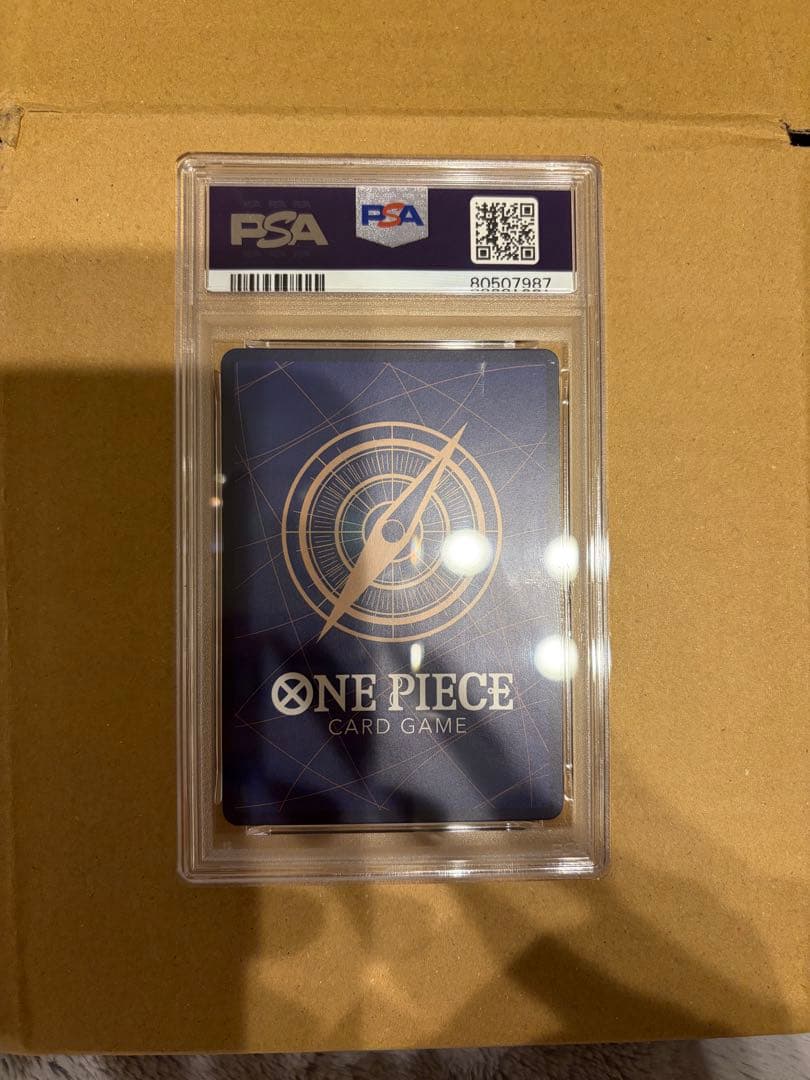 PSA
PSA
80507987
ONE PIECE
CARD GAME